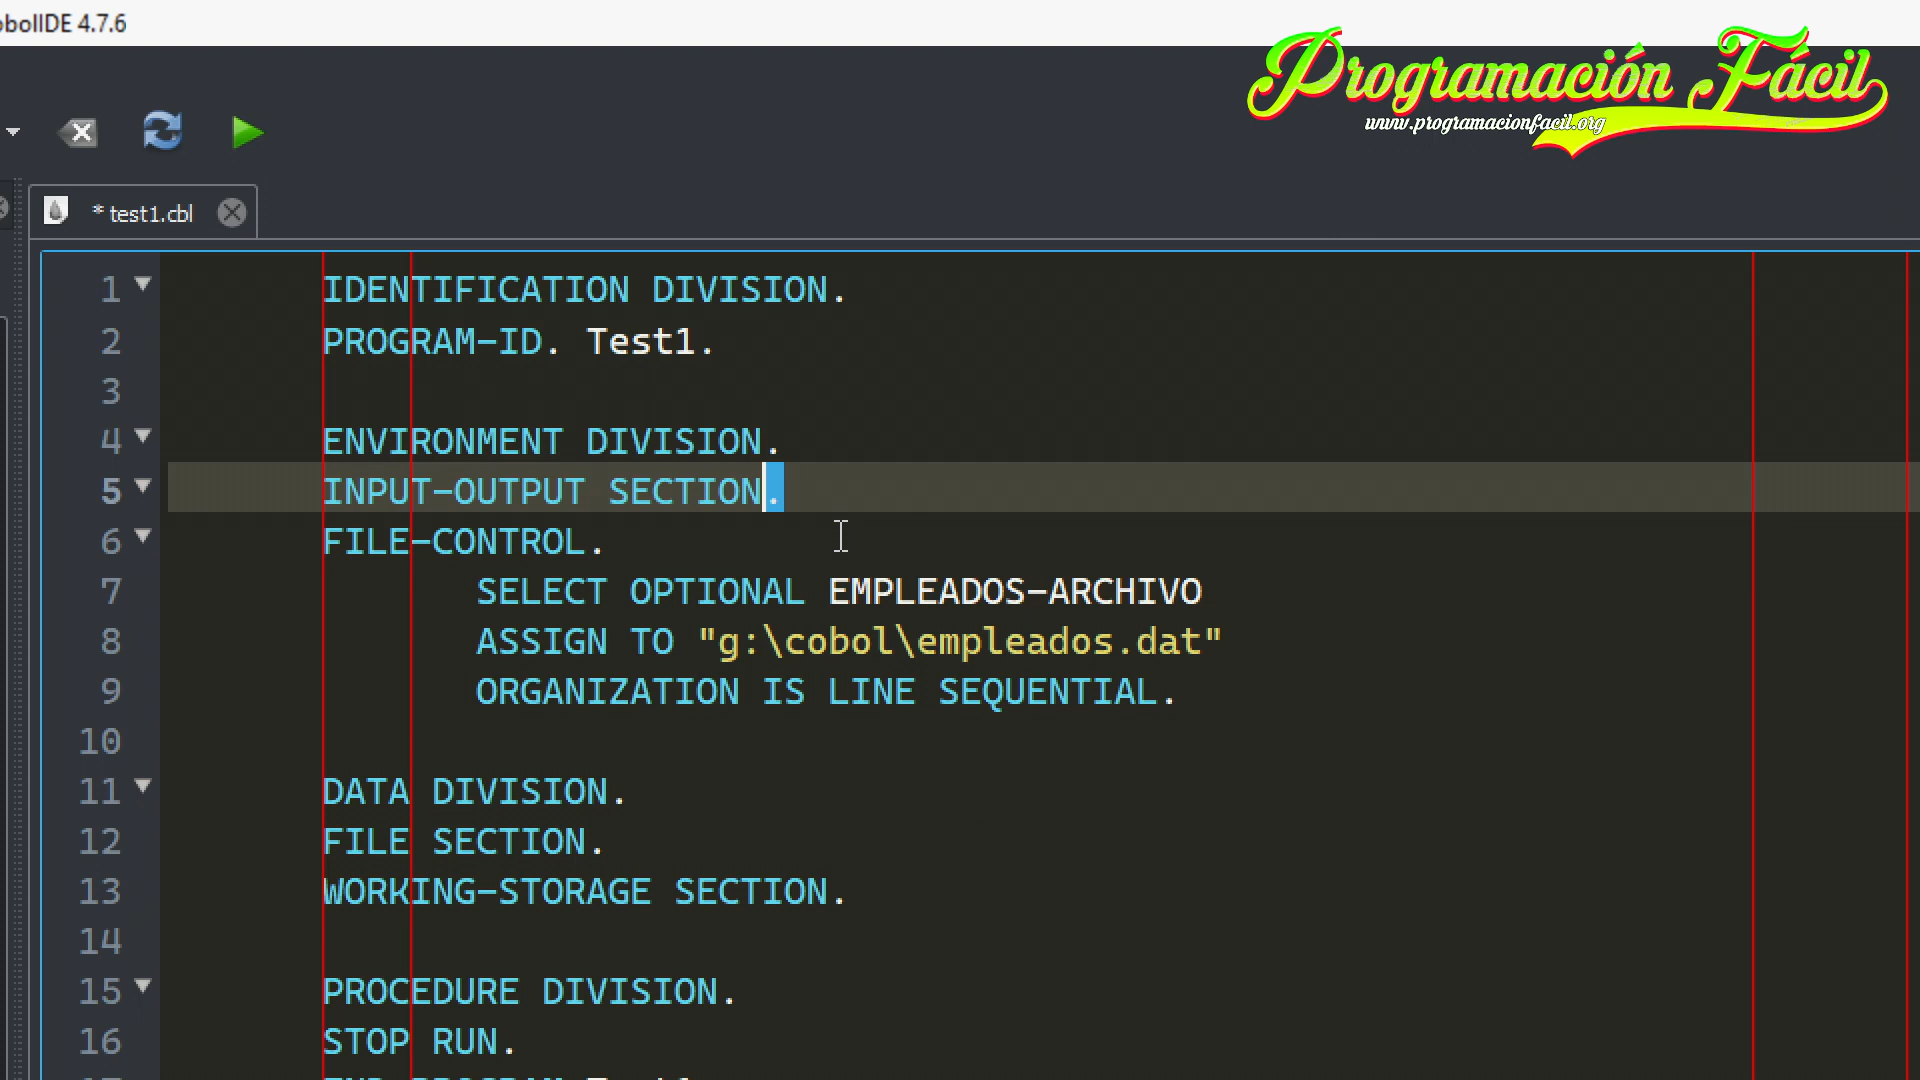 obolIDE 4.7.6
Programación Fácil
www.programacionfacil.org
* test1.cbl
1 IDENTIFICATION DIVISION.
2 PROGRAM-ID. Test1.
3
4 ENVIRONMENT DIVISION.
5 INPUT-OUTPUT SECTION.
6 FILE-CONTROL.
7 SELECT OPTIONAL EMPLEADOS-ARCHIVO
8 ASSIGN TO "g:\cobol\empleados.dat"
9 ORGANIZATION IS LINE SEQUENTIAL.
10
11 DATA DIVISION.
12 FILE SECTION.
13 WORKING-STORAGE SECTION.
14
15 PROCEDURE DIVISION.
16 STOP RUN.